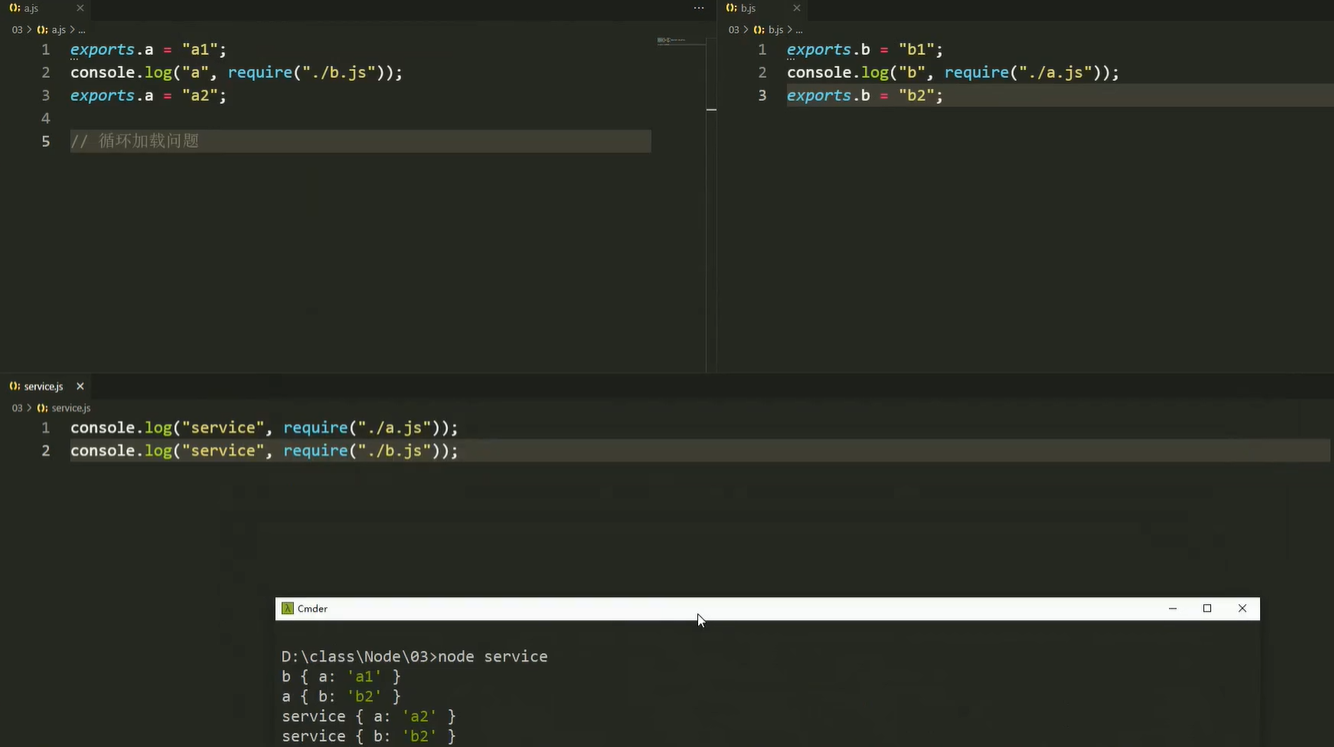 a.js
03 > a.js > ...
1 exports.a = "a1";
2 console.log("a", require("./b.js"));
3 exports.a = "a2";
4
5 // 循环加载问题
b.js
03 > b.js > ...
1 exports.b = "b1";
2 console.log("b", require("./a.js"));
3 exports.b = "b2";
service.js
03 > service.js
1 console.log("service", require("./a.js"));
2 console.log("service", require("./b.js"));
Cmder
D:\class\Node\03>node service
b { a: 'a1' }
a { b: 'b2' }
service { a: 'a2' }
service { b: 'b2' }